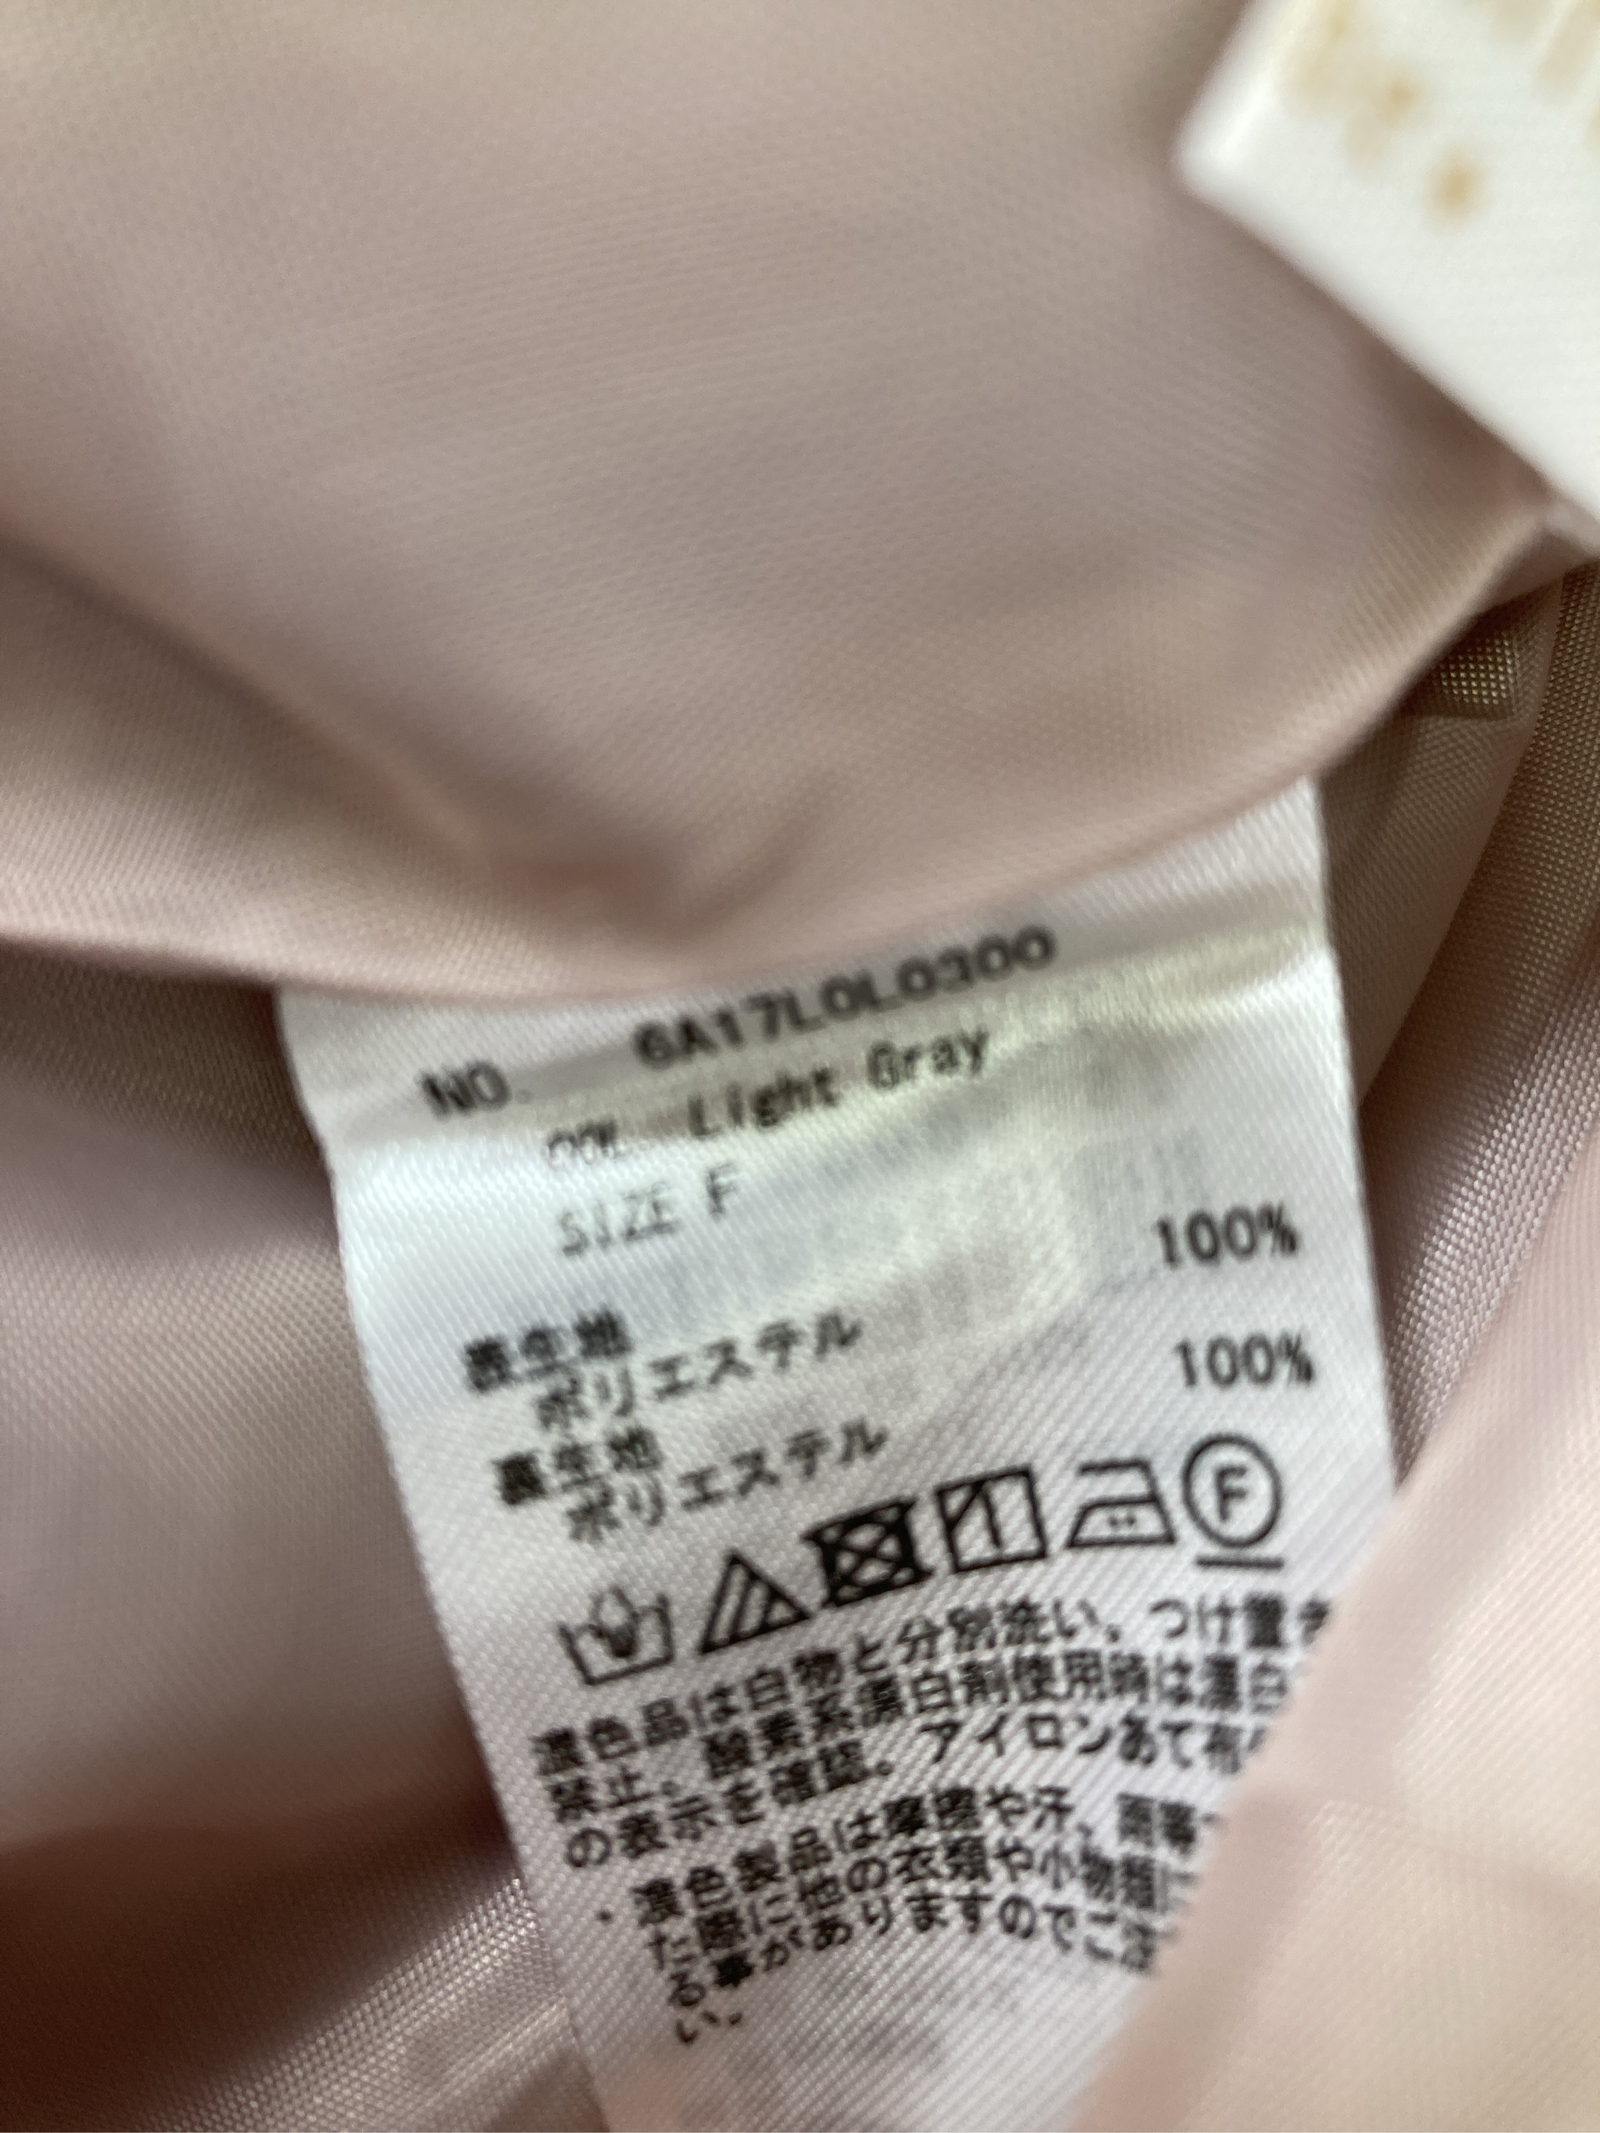 NO. 6A17L0L0300
COL Light Gray
SIZE F
表生地
ポリエステル 100%
裏生地
ポリエステル 100%
F
濃色品は白物と分別洗い、つけ置き
禁止、酸素系漂白剤使用時は漂白
の表示を確認。アイロンあて布
・濃色製品は摩擦や汗、雨等
た際に他の衣類や小物類に
る事がありますのでご注
い。